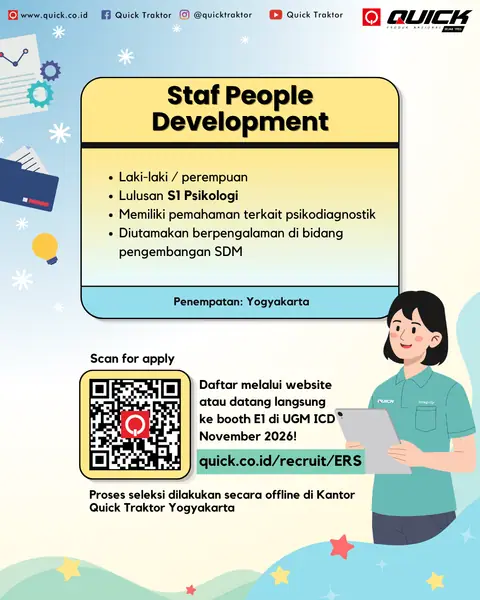 www.quick.co.id Quick Traktor @quicktraktor Quick Traktor
QUICK
Staf People
Development
• Laki-laki / perempuan
• Lulusan S1 Psikologi
• Memiliki pemahaman terkait psikodiagnostik
• Diutamakan berpengalaman di bidang
pengembangan SDM
Penempatan: Yogyakarta
Scan for apply
Daftar melalui website
atau datang langsung
ke booth E1 di UGM ICD
November 2026!
quick.co.id/recruit/ERS
Proses seleksi dilakukan secara offline di Kantor
Quick Traktor Yogyakarta
QUICK